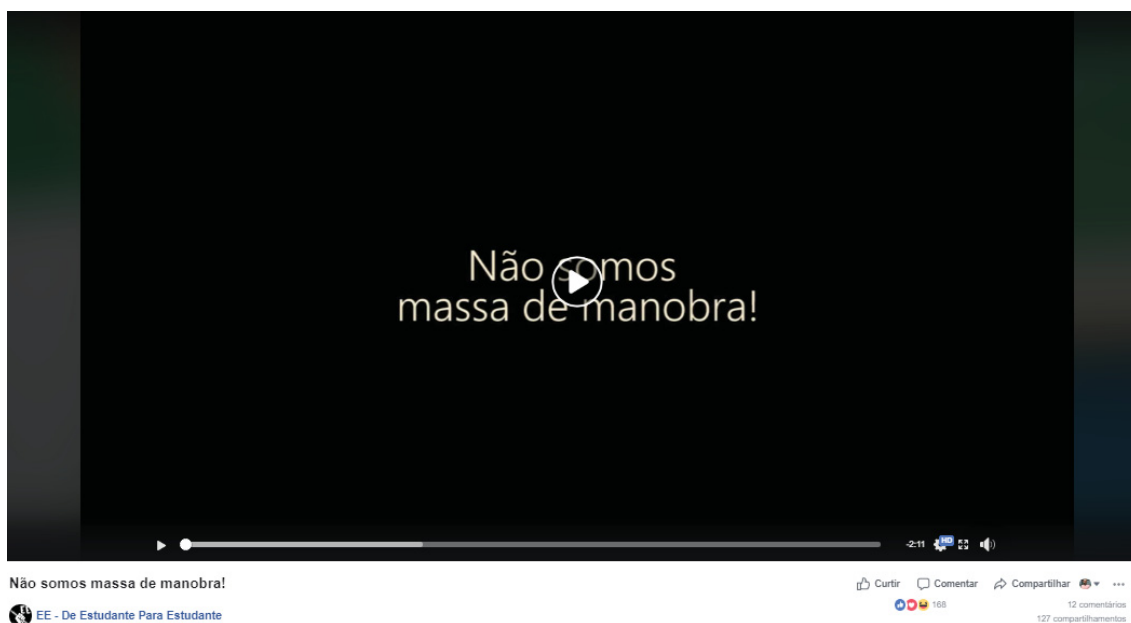 Não somos
massa de manobra!
-2:11 HD
Não somos massa de manobra!
Curtir Comentar Compartilhar
EE - De Estudante Para Estudante
168
12 comentários
127 compartilhamentos